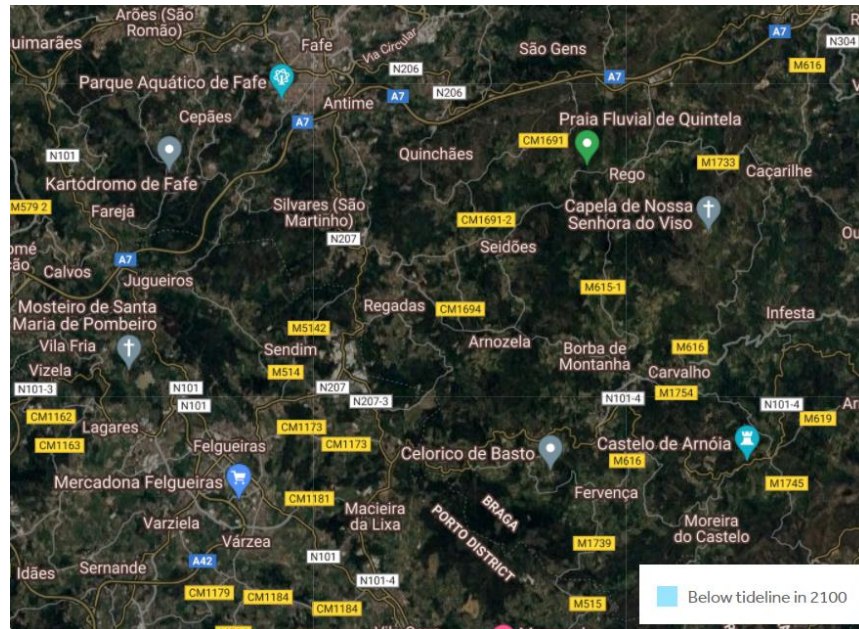 Arões (São
Romão)
uimarães
Fafe
Via Circular
São Gens
A7
N304
M616
Parque Aquático de Fafe
N206
A7
Antime
A7
N206
Cepães
A7
Praia Fluvial de Quintela
N101
Quinchães
CM1691
M1733
Caçarilhe
Kartódromo de Fafe
Rego
M579 2
Fareja
Silvares (São
Martinho)
CM1691-2
Capela de Nossa
Senhora do Viso
N207
Seidões
Ou
omé
ção
A7
Calvos
Jugueiros
M615-1
Mosteiro de Santa
Maria de Pombeiro
Regadas
CM1694
Infesta
M5142
Vila Fria
Sendim
Arnozela
Borba de
Montanha
M616
Vizela
M514
Carvalho
N101-3
N101
N207
N207-3
M1754
N101
N101-4
N101-4
Ar
CM1162
M619
Lagares
CM1173
CM1163
Felgueiras
CM1173
Celorico de Basto
Castelo de Arnóia
M616
Mercadona Felgueiras
CM1181
Fervença
M1745
Macieira
da Lixa
BRAGA
PORTO DISTRICT
Varziela
Várzea
Moreira
do Castelo
M1739
N101
A42
Idães
Sernande
N101-4
CM1179
CM1184
CM1184
M515
Below tideline in 2100